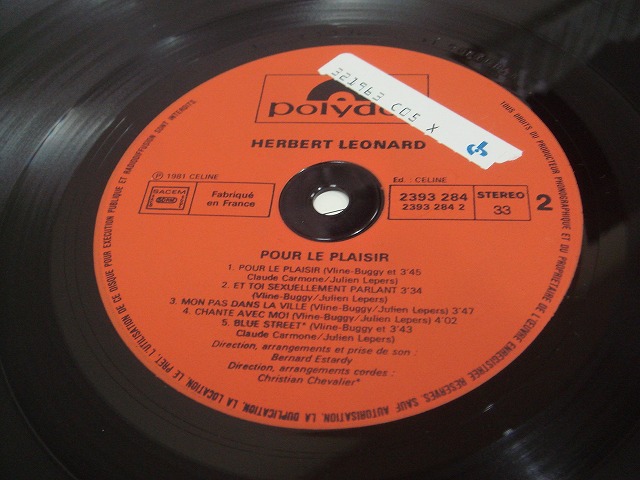 321963 CDS X
polydor
HERBERT LEONARD
℗ 1981 CELINE
Ed : CELINE
SACEM
Fabriqué
en France
2393 284
2393 284 2
STEREO
33
2
POUR LE PLAISIR
1. POUR LE PLAISIR (Vline-Buggy et 3'45
Claude Carmone/Julien Lepers)
2. ET TOI SEXUELLEMENT PARLANT 3'34
(Vline-Buggy/Julien Lepers)
3. MON PAS DANS LA VILLE (Vline-Buggy/Julien Lepers) 3'47
4. CHANTE AVEC MOI (Vline-Buggy/Julien Lepers) 4'02
5. BLUE STREET* (Vline-Buggy et 3'43
Claude Carmone/Julien Lepers)
Direction, arrangements et prise de son :
Bernard Estardy
Direction, arrangements cordes :
Christian Chevalier*
TOUS DROITS DU PRODUCTEUR PHONOGRAPHIQUE ET DU PROPRIETAIRE DE L'ŒUVRE ENREGISTREE RESERVES. SAUF AUTORISATION, LA DUPLICATION, LA LOCATION, LE PRET, L'UTILISATION DE CE DISQUE POUR EXECUTION PUBLIQUE ET RADIODIFFUSION SONT INTERDITS.